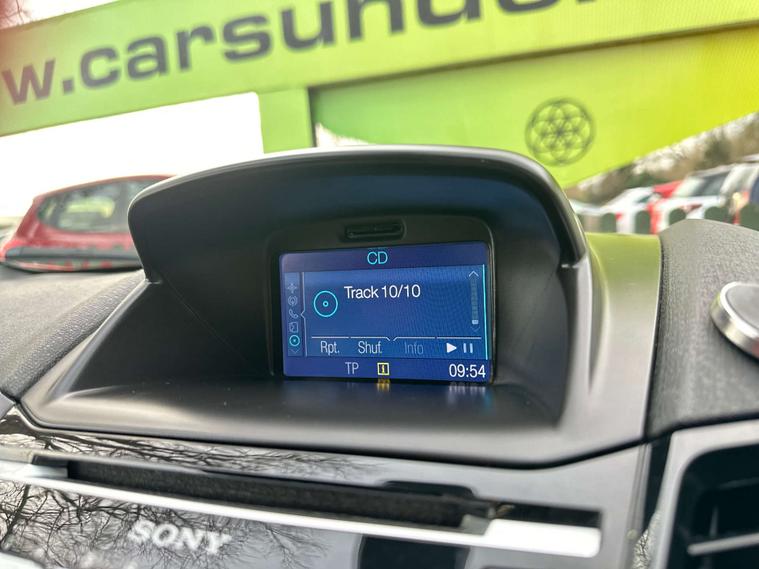 w.carsunde
CD
Track 10/10
Rpt. Shuf. Info
TP i 09:54
SONY